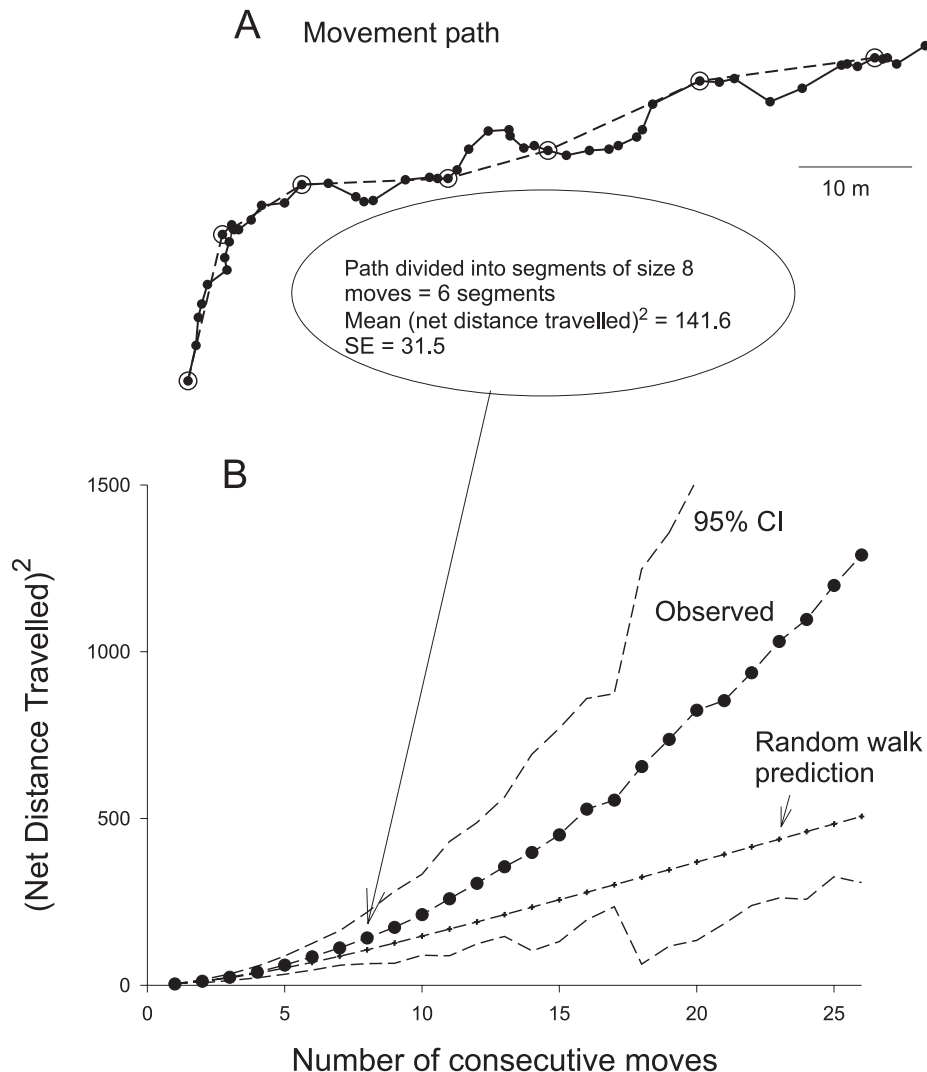 A Movement path
10 m
Path divided into segments of size 8
moves = 6 segments
Mean (net distance travelled)² = 141.6
SE = 31.5
B
1500
1000
500
0
(Net Distance Travelled)²
95% CI
Observed
Random walk
prediction
0 5 10 15 20 25
Number of consecutive moves